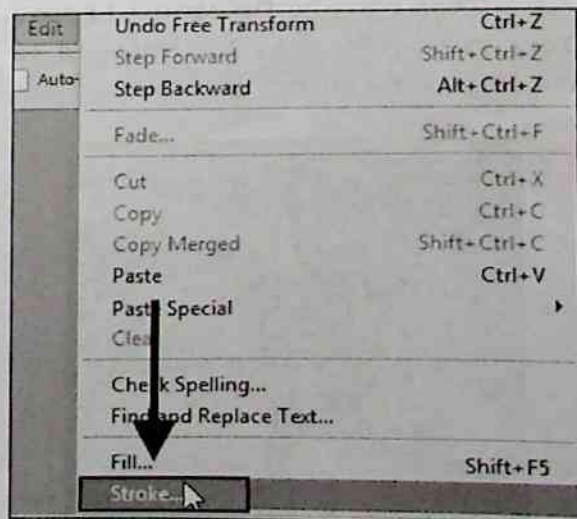 Edit
Auto-
Undo Free Transform Ctrl+Z
Step Forward Shift+Ctrl+Z
Step Backward Alt+Ctrl+Z
Fade... Shift+Ctrl+F
Cut Ctrl+X
Copy Ctrl+C
Copy Merged Shift+Ctrl+C
Paste Ctrl+V
Paste Special
Clear
Check Spelling...
Find and Replace Text...
Fill... Shift+F5
Stroke...